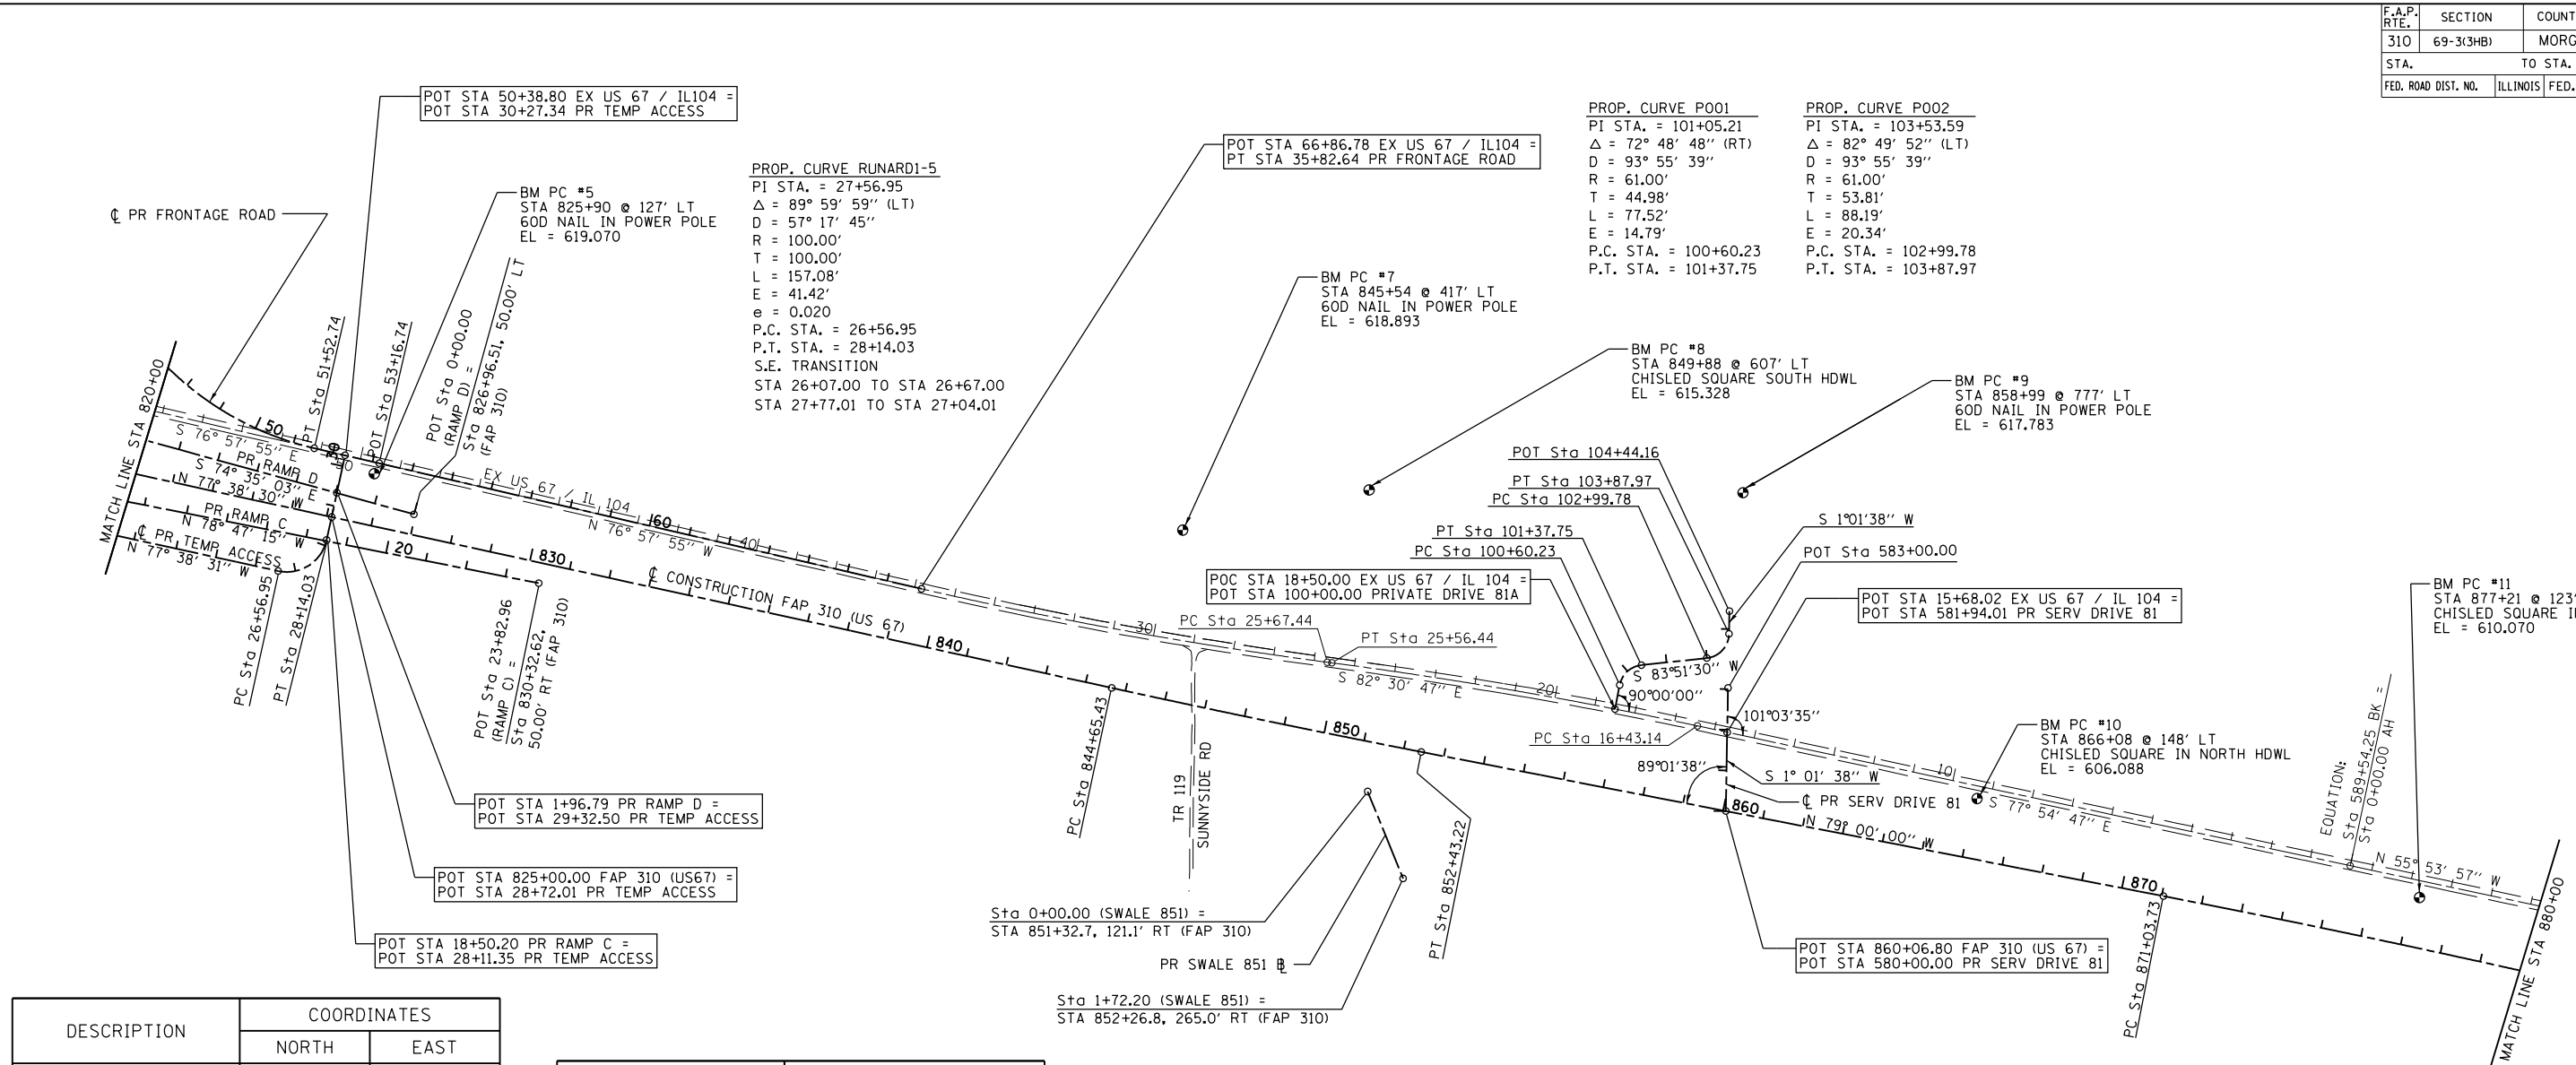 F.A.P. RTE. SECTION COUNT
310 69-3(3HB) MORG
STA. TO STA.
FED. ROAD DIST. NO. ILLINOIS FED.
POT STA 50+38.80 EX US 67 / IL104 =
POT STA 30+27.34 PR TEMP ACCESS
℄ PR FRONTAGE ROAD
BM PC #5
STA 825+90 @ 127' LT
60D NAIL IN POWER POLE
EL = 619.070
PROP. CURVE RUNARD1-5
PI STA. = 27+56.95
Δ = 89° 59' 59'' (LT)
D = 57° 17' 45''
R = 100.00'
T = 100.00'
L = 157.08'
E = 41.42'
e = 0.020
P.C. STA. = 26+56.95
P.T. STA. = 28+14.03
S.E. TRANSITION
STA 26+07.00 TO STA 26+67.00
STA 27+77.01 TO STA 27+04.01
POT STA 66+86.78 EX US 67 / IL104 =
PT STA 35+82.64 PR FRONTAGE ROAD
PROP. CURVE P001
PI STA. = 101+05.21
Δ = 72° 48' 48'' (RT)
D = 93° 55' 39''
R = 61.00'
T = 44.98'
L = 77.52'
E = 14.79'
P.C. STA. = 100+60.23
P.T. STA. = 101+37.75
PROP. CURVE P002
PI STA. = 103+53.59
Δ = 82° 49' 52'' (LT)
D = 93° 55' 39''
R = 61.00'
T = 53.81'
L = 88.19'
E = 20.34'
P.C. STA. = 102+99.78
P.T. STA. = 103+87.97
BM PC #7
STA 845+54 @ 417' LT
60D NAIL IN POWER POLE
EL = 618.893
BM PC #8
STA 849+88 @ 607' LT
CHISLED SQUARE SOUTH HDWL
EL = 615.328
BM PC #9
STA 858+99 @ 777' LT
60D NAIL IN POWER POLE
EL = 617.783
MATCH LINE STA 820+00
50
PT Sta 51+52.74
30
50
POT Sta 53+16.74
POT Sta 0+00.00
(RAMP D) =
Sta 826+96.51, 50.00' LT
(FAP 310)
S 76° 57' 55'' E
PR RAMP D
S 74° 35' 03'' E
N 77° 38' 30'' W
PR RAMP C
N 78° 47' 15'' W
℄ PR TEMP ACCESS
N 77° 38' 31'' W
PC Sta 26+56.95
PT Sta 28+14.03
20
EX US 67 / IL 104
60
N 76° 57' 55'' W
40
830
℄ CONSTRUCTION FAP 310 (US 67)
840
POT Sta 23+82.96
(RAMP C) =
Sta 830+32.62,
50.00' RT (FAP 310)
POT STA 1+96.79 PR RAMP D =
POT STA 29+32.50 PR TEMP ACCESS
POT STA 825+00.00 FAP 310 (US67) =
POT STA 28+72.01 PR TEMP ACCESS
POT STA 18+50.20 PR RAMP C =
POT STA 28+11.35 PR TEMP ACCESS
POT Sta 104+44.16
PT Sta 103+87.97
PC Sta 102+99.78
PT Sta 101+37.75
PC Sta 100+60.23
POC STA 18+50.00 EX US 67 / IL 104 =
POT STA 100+00.00 PRIVATE DRIVE 81A
PC Sta 25+67.44
PT Sta 25+56.44
30
S 82° 30' 47'' E
20
S 83°51'30'' W
90°00'00''
S 1°01'38'' W
POT Sta 583+00.00
POT STA 15+68.02 EX US 67 / IL 104 =
POT STA 581+94.01 PR SERV DRIVE 81
101°03'35''
PC Sta 16+43.14
89°01'38''
S 1° 01' 38'' W
℄ PR SERV DRIVE 81
850
860
N 79° 00' 00'' W
10
S 77° 54' 47'' E
BM PC #10
STA 866+08 @ 148' LT
CHISLED SQUARE IN NORTH HDWL
EL = 606.088
BM PC #11
STA 877+21 @ 123'
CHISLED SQUARE I
EL = 610.070
EQUATION:
Sta 589+54.25 BK =
Sta 0+00.00 AH
N 55° 53' 57'' W
870
PC Sta 871+03.73
MATCH LINE STA 880+00
PC Sta 844+65.43
TR 119
SUNNYSIDE RD
PT Sta 852+43.22
Sta 0+00.00 (SWALE 851) =
STA 851+32.7, 121.1' RT (FAP 310)
PR SWALE 851 ℄
Sta 1+72.20 (SWALE 851) =
STA 852+26.8, 265.0' RT (FAP 310)
POT STA 860+06.80 FAP 310 (US 67) =
POT STA 580+00.00 PR SERV DRIVE 81
DESCRIPTION
COORDINATES
NORTH EAST